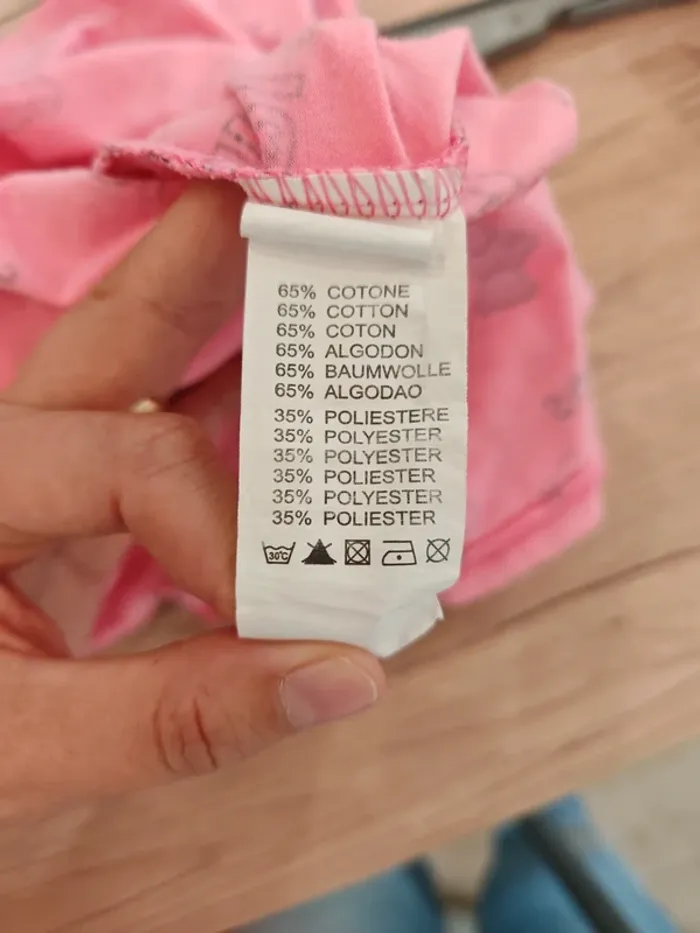 65% COTONE
65% COTTON
65% COTON
65% ALGODON
65% BAUMWOLLE
65% ALGODAO
35% POLIESTERE
35% POLYESTER
35% POLYESTER
35% POLIESTER
35% POLYESTER
35% POLIESTER
30°C